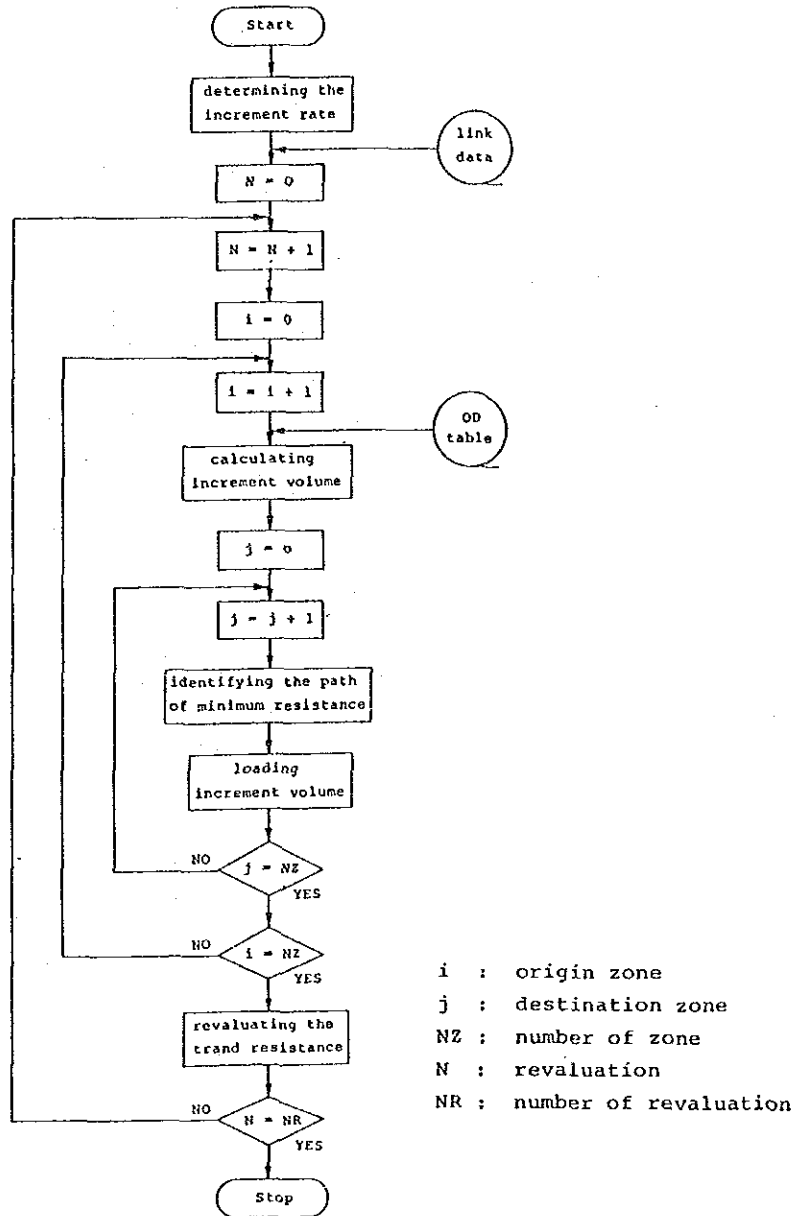 Start
determining the
increment rate
link
data
N = 0
N = N + 1
i = 0
i = i + 1
OD
table
calculating
increment volume
j = o
j = j + 1
identifying the path
of minimum resistance
loading
increment volume
NO
j = NZ
YES
NO
i = NZ
YES
revaluating the
trand resistance
NO
N = NR
YES
Stop
i : origin zone
j : destination zone
NZ : number of zone
N : revaluation
NR : number of revaluation